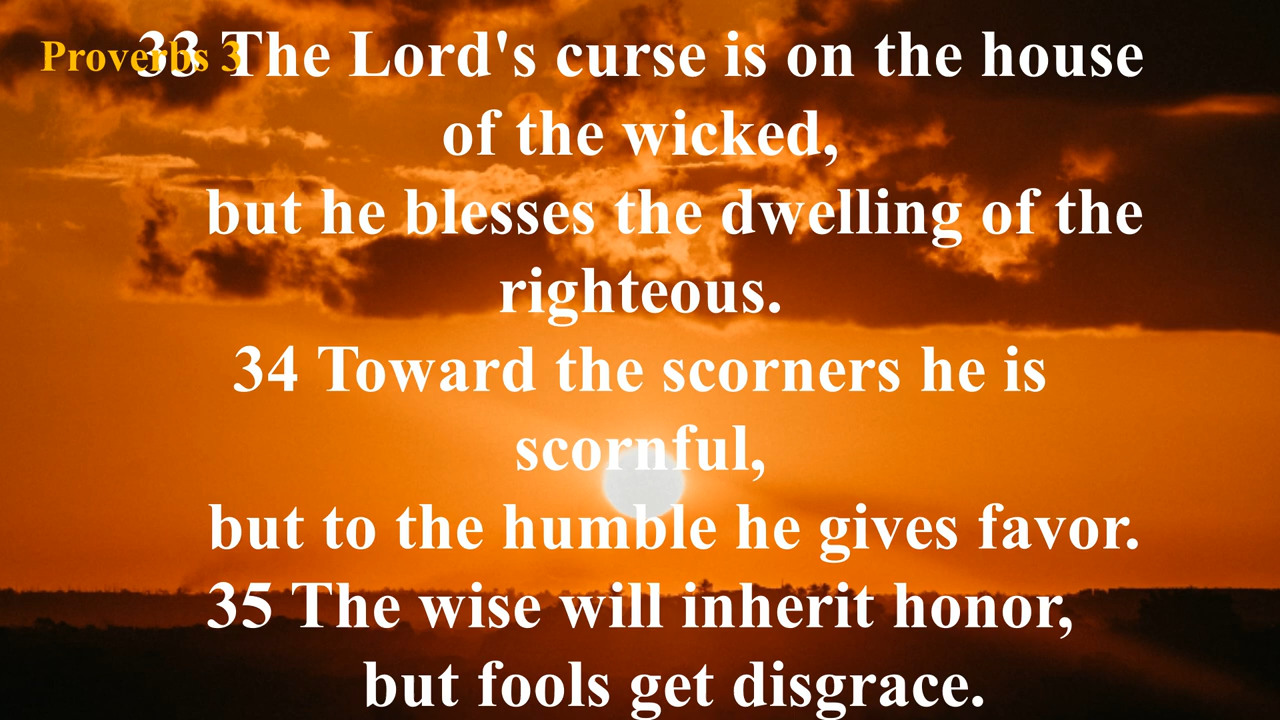 Proverbs 3
33 The Lord's curse is on the house
of the wicked,
but he blesses the dwelling of the
righteous.
34 Toward the scorners he is
scornful,
but to the humble he gives favor.
35 The wise will inherit honor,
but fools get disgrace.